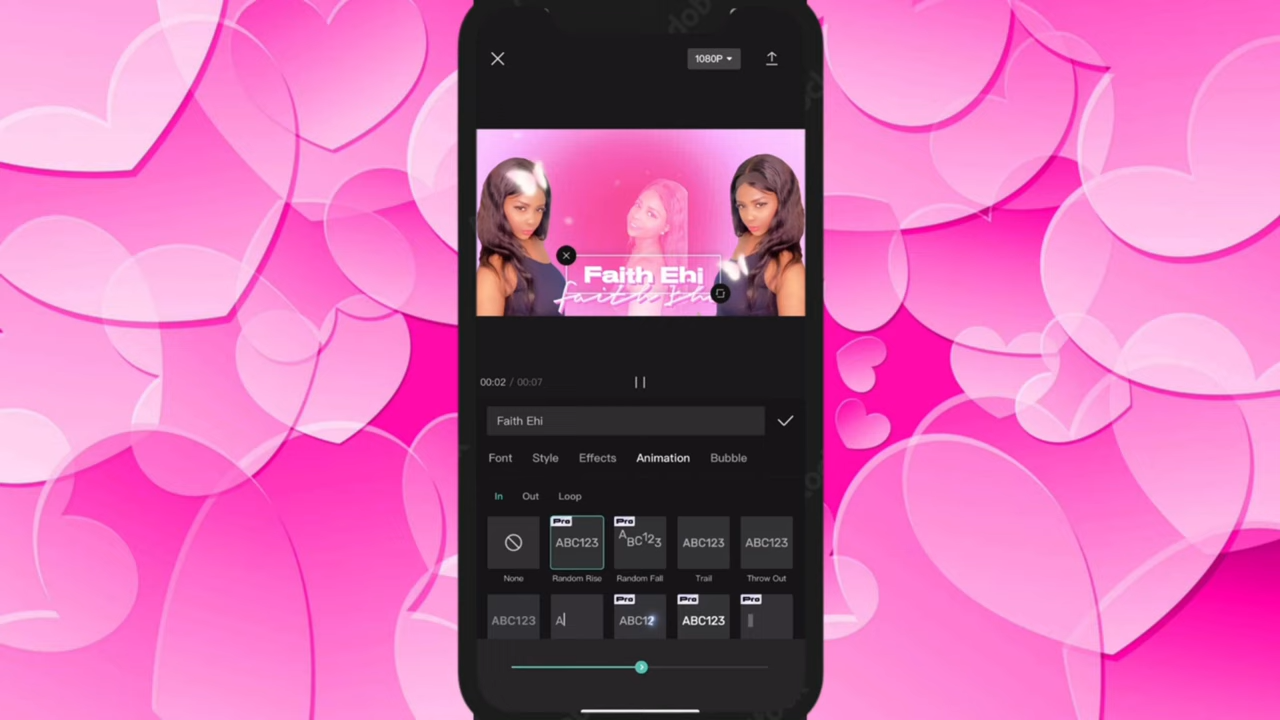 1080P
Faith Ehi
faith Ehi
00:02 / 00:07
Faith Ehi
Font Style Effects Animation Bubble
In Out Loop
Pro Pro
ABC123 ABC123 ABC123 ABC123
None Random Rise Random Fall Trail Throw Out
Pro Pro Pro
ABC123 A ABC12 ABC123